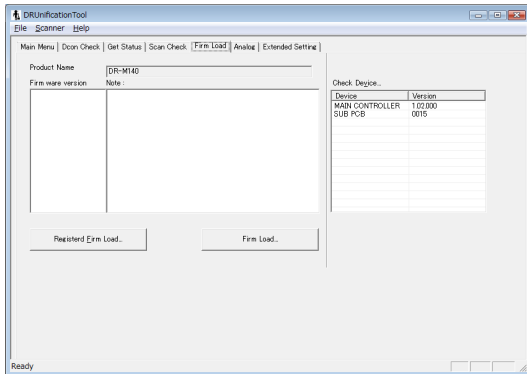 DRUnificationTool
File Scanner Help
Main Menu Dcon Check Get Status Scan Check Firm Load Analog Extended Setting
Product Name DR-M140
Firm ware version Note :
Check Device...
Device Version
MAIN CONTROLLER 1.02.000
SUB PCB 0015
Registerd Firm Load... Firm Load...
Ready